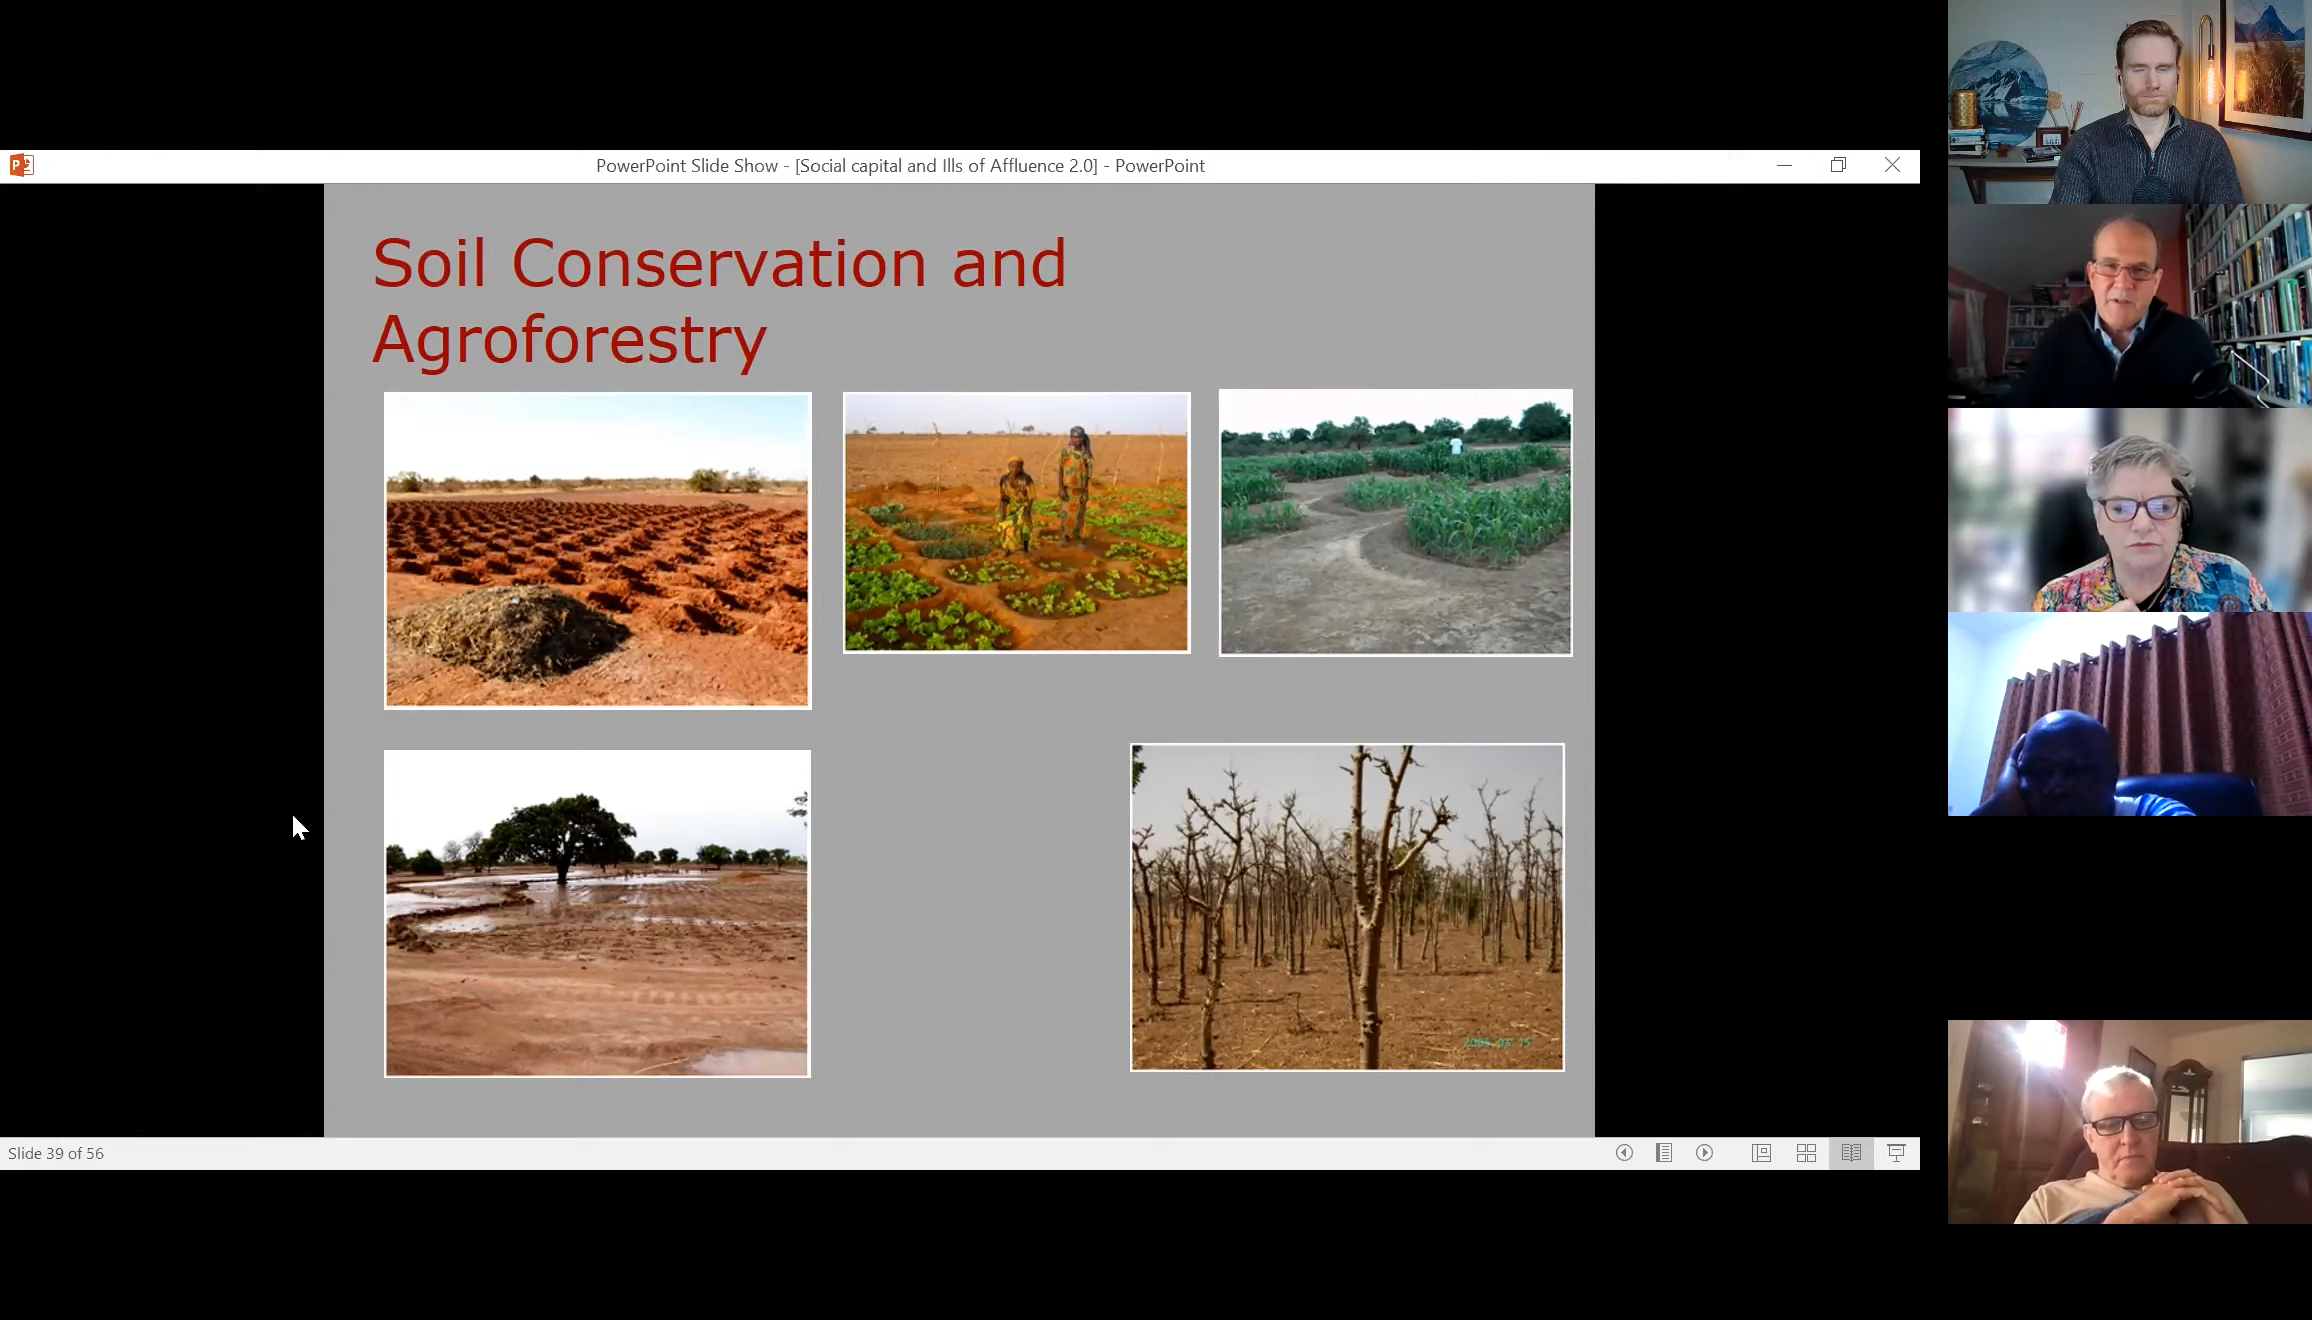 PowerPoint Slide Show - [Social capital and Ills of Affluence 2.0] - PowerPoint
Soil Conservation and
Agroforestry
Slide 39 of 56